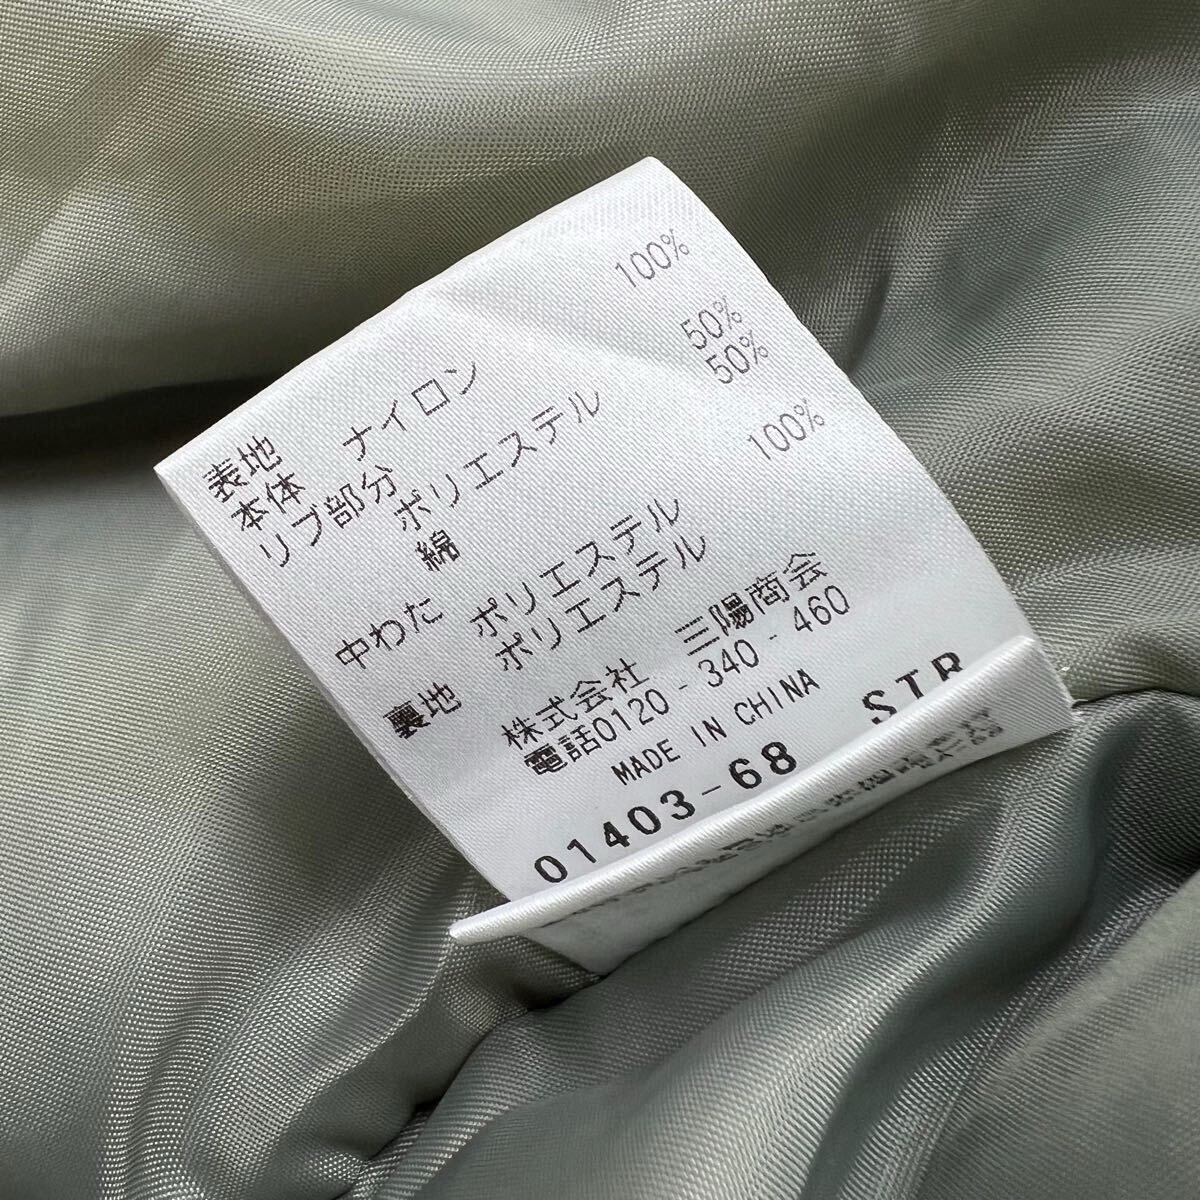 表地
本体 ナイロン 100%
リブ部分
ポリエステル 50%
綿 50%
中わた ポリエステル 100%
裏地 ポリエステル
株式会社 三陽商会
電話0120-340-460
MADE IN CHINA
01403-68 STR